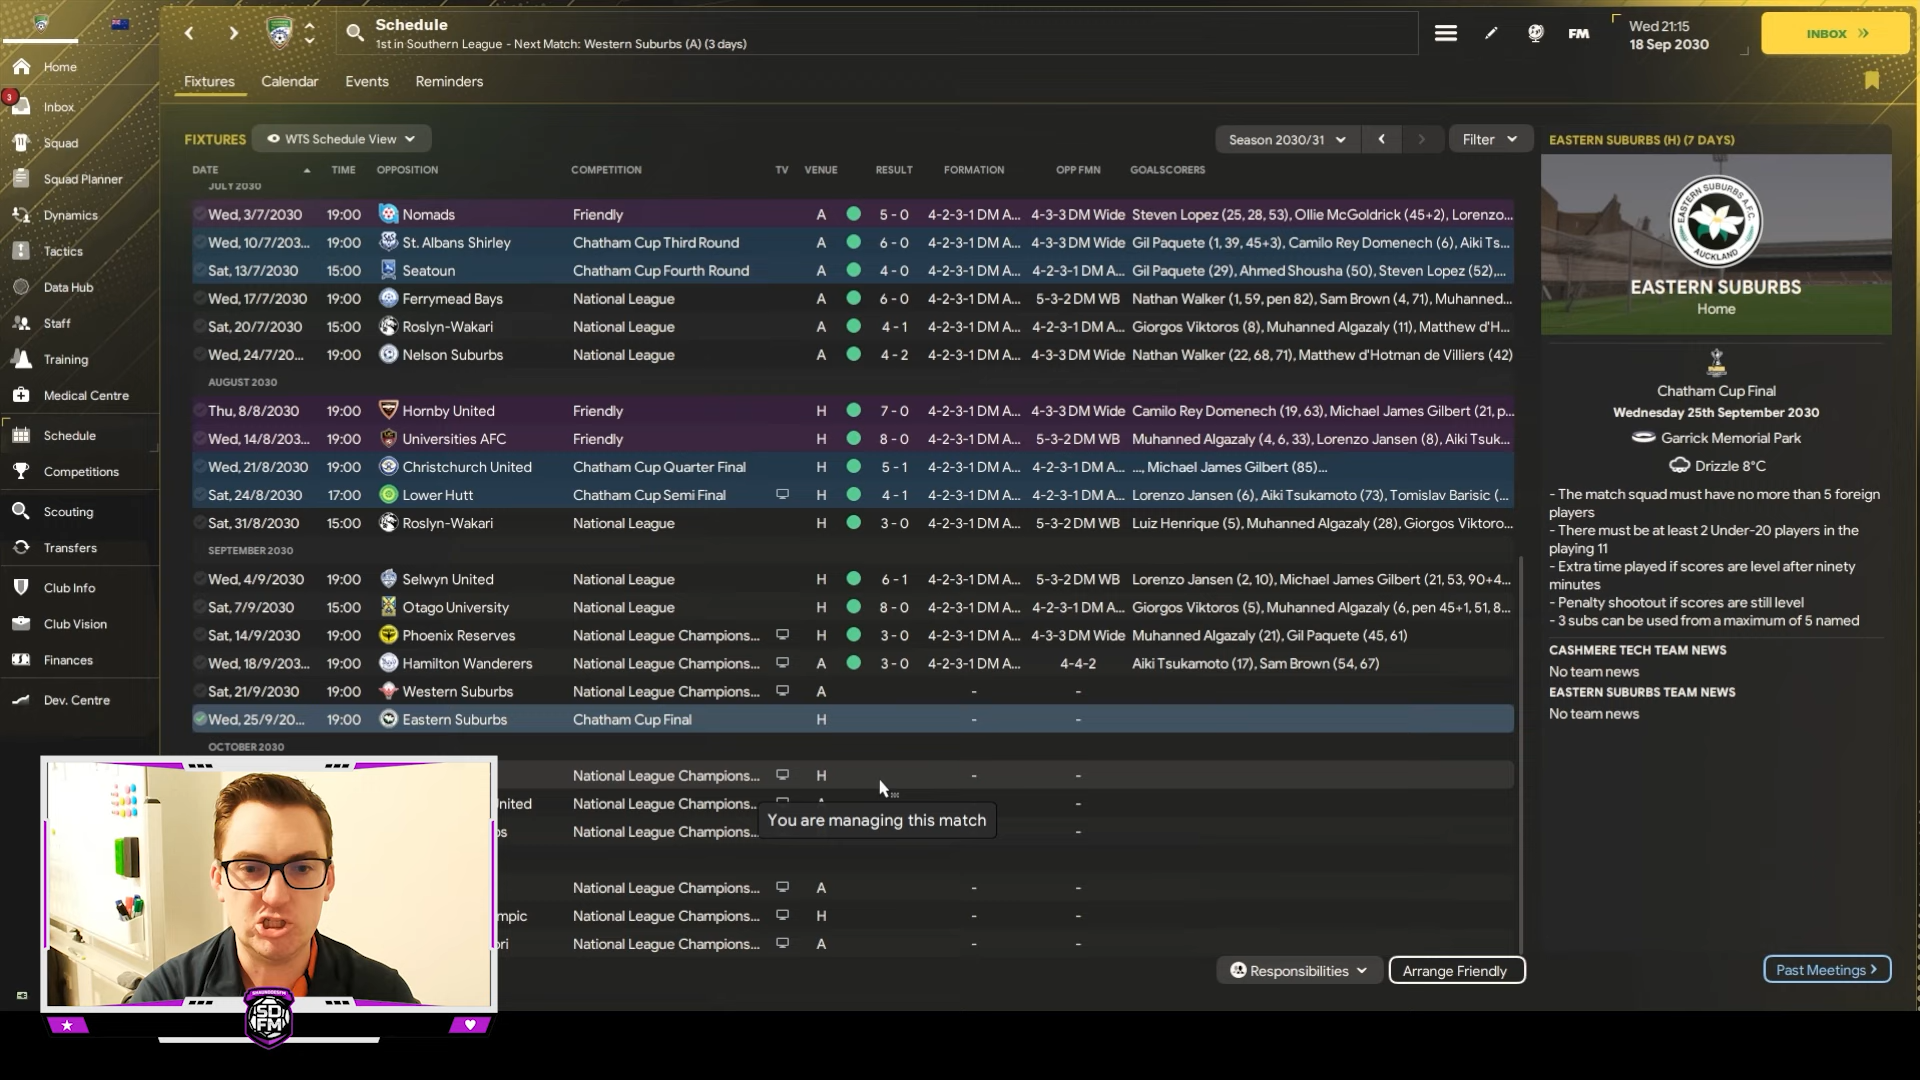 Schedule
1st in Southern League - Next Match: Western Suburbs (A) (3 days)
FM
Wed 21:15
18 Sep 2030
INBOX
Home
3
Inbox
Squad
Squad Planner
Dynamics
Tactics
Data Hub
Staff
Training
Medical Centre
Schedule
Competitions
Scouting
Transfers
Club Info
Club Vision
Finances
Dev. Centre
Fixtures Calendar Events Reminders
FIXTURES WTS Schedule View Season 2030/31 Filter
DATE TIME OPPOSITION COMPETITION TV VENUE RESULT FORMATION OPP FMN GOALSCORERS
JULY 2030
Wed, 3/7/2030 19:00 Nomads Friendly A 5 - 0 4-2-3-1 DM A... 4-3-3 DM Wide Steven Lopez (25, 28, 53), Ollie McGoldrick (45+2), Lorenzo...
Wed, 10/7/203... 19:00 St. Albans Shirley Chatham Cup Third Round A 6 - 0 4-2-3-1 DM A... 4-3-3 DM Wide Gil Paquete (1, 39, 45+3), Camilo Rey Domenech (6), Aiki Ts...
Sat, 13/7/2030 15:00 Seatoun Chatham Cup Fourth Round A 4 - 0 4-2-3-1 DM A... 4-2-3-1 DM A... Gil Paquete (29), Ahmed Shousha (50), Steven Lopez (52),...
Wed, 17/7/2030 19:00 Ferrymead Bays National League A 6 - 0 4-2-3-1 DM A... 5-3-2 DM WB Nathan Walker (1, 59, pen 82), Sam Brown (4, 71), Muhanned...
Sat, 20/7/2030 15:00 Roslyn-Wakari National League A 4 - 1 4-2-3-1 DM A... 4-2-3-1 DM A... Giorgos Viktoros (8), Muhanned Algazaly (11), Matthew d'H...
Wed, 24/7/20... 19:00 Nelson Suburbs National League A 4 - 2 4-2-3-1 DM A... 4-3-3 DM Wide Nathan Walker (22, 68, 71), Matthew d'Hotman de Villiers (42)
AUGUST 2030
Thu, 8/8/2030 19:00 Hornby United Friendly H 7 - 0 4-2-3-1 DM A... 4-3-3 DM Wide Camilo Rey Domenech (19, 63), Michael James Gilbert (21, p...
Wed, 14/8/203... 19:00 Universities AFC Friendly H 8 - 0 4-2-3-1 DM A... 5-3-2 DM WB Muhanned Algazaly (4, 6, 33), Lorenzo Jansen (8), Aiki Tsuk...
Wed, 21/8/2030 19:00 Christchurch United Chatham Cup Quarter Final H 5 - 1 4-2-3-1 DM A... 4-2-3-1 DM A... ..., Michael James Gilbert (85)...
Sat, 24/8/2030 17:00 Lower Hutt Chatham Cup Semi Final H 4 - 1 4-2-3-1 DM A... 4-2-3-1 DM A... Lorenzo Jansen (6), Aiki Tsukamoto (73), Tomislav Barisic (...
Sat, 31/8/2030 15:00 Roslyn-Wakari National League H 3 - 0 4-2-3-1 DM A... 5-3-2 DM WB Luiz Henrique (5), Muhanned Algazaly (28), Giorgos Viktoro...
SEPTEMBER 2030
Wed, 4/9/2030 19:00 Selwyn United National League H 6 - 1 4-2-3-1 DM A... 5-3-2 DM WB Lorenzo Jansen (2, 10), Michael James Gilbert (21, 53, 90+4...
Sat, 7/9/2030 15:00 Otago University National League H 8 - 0 4-2-3-1 DM A... 4-2-3-1 DM A... Giorgos Viktoros (5), Muhanned Algazaly (6, pen 45+1, 51, 8...
Sat, 14/9/2030 19:00 Phoenix Reserves National League Champions... H 3 - 0 4-2-3-1 DM A... 4-3-3 DM Wide Muhanned Algazaly (21), Gil Paquete (45, 61)
Wed, 18/9/203... 19:00 Hamilton Wanderers National League Champions... A 3 - 0 4-2-3-1 DM A... 4-4-2 Aiki Tsukamoto (17), Sam Brown (54, 67)
Sat, 21/9/2030 19:00 Western Suburbs National League Champions... A - -
Wed, 25/9/20... 19:00 Eastern Suburbs Chatham Cup Final H - -
OCTOBER 2030
National League Champions... H - -
nited National League Champions... -
os National League Champions... -
You are managing this match
National League Champions... A - -
mpic National League Champions... H - -
ori National League Champions... A - -
Responsibilities Arrange Friendly
EASTERN SUBURBS (H) (7 DAYS)
EASTERN SUBURBS A.F.C.
AUCKLAND
EASTERN SUBURBS
Home
Chatham Cup Final
Wednesday 25th September 2030
Garrick Memorial Park
Drizzle 8°C
- The match squad must have no more than 5 foreign
players
- There must be at least 2 Under-20 players in the
playing 11
- Extra time played if scores are level after ninety
minutes
- Penalty shootout if scores are still level
- 3 subs can be used from a maximum of 5 named
CASHMERE TECH TEAM NEWS
No team news
EASTERN SUBURBS TEAM NEWS
No team news
Past Meetings
SD
FM